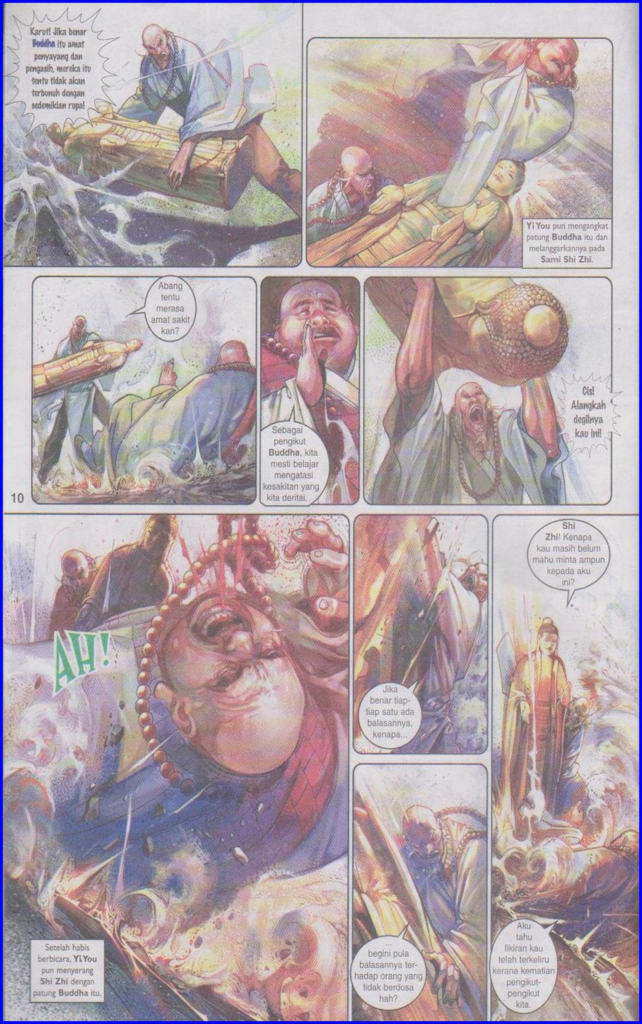 Karut! Jika benar
Buddha itu amat
penyayang dan
pengasih, mereka itu
tentu tidak akan
terbunuh dengan
sedemikian rupa!
Yi You pun mengangkat
patung Buddha itu dan
melanggarkannya pada
Sami Shi Zhi.
Abang
tentu
merasa
amat sakit
kan?
Sebagai
pengikut
Buddha, kita
mesti belajar
mengatasi
kesakitan yang
kita deritai.
Cis!
Alangkah
degilnya
kau ini!
10
AH!
Setelah habis
berbicara, Yi You
pun menyerang
Shi Zhi dengan
patung Buddha itu.
Jika
benar tiap-
tiap satu ada
balasannya,
kenapa...
...
begini pula
balasannya ter-
hadap orang yang
tidak berdosa
hah?
Shi
Zhi! Kenapa
kau masih belum
mahu minta ampun
kepada aku
ini?
Aku
tahu
fikiran kau
telah terkeliru
kerana kematian
pengikut-
pengikut
kita.